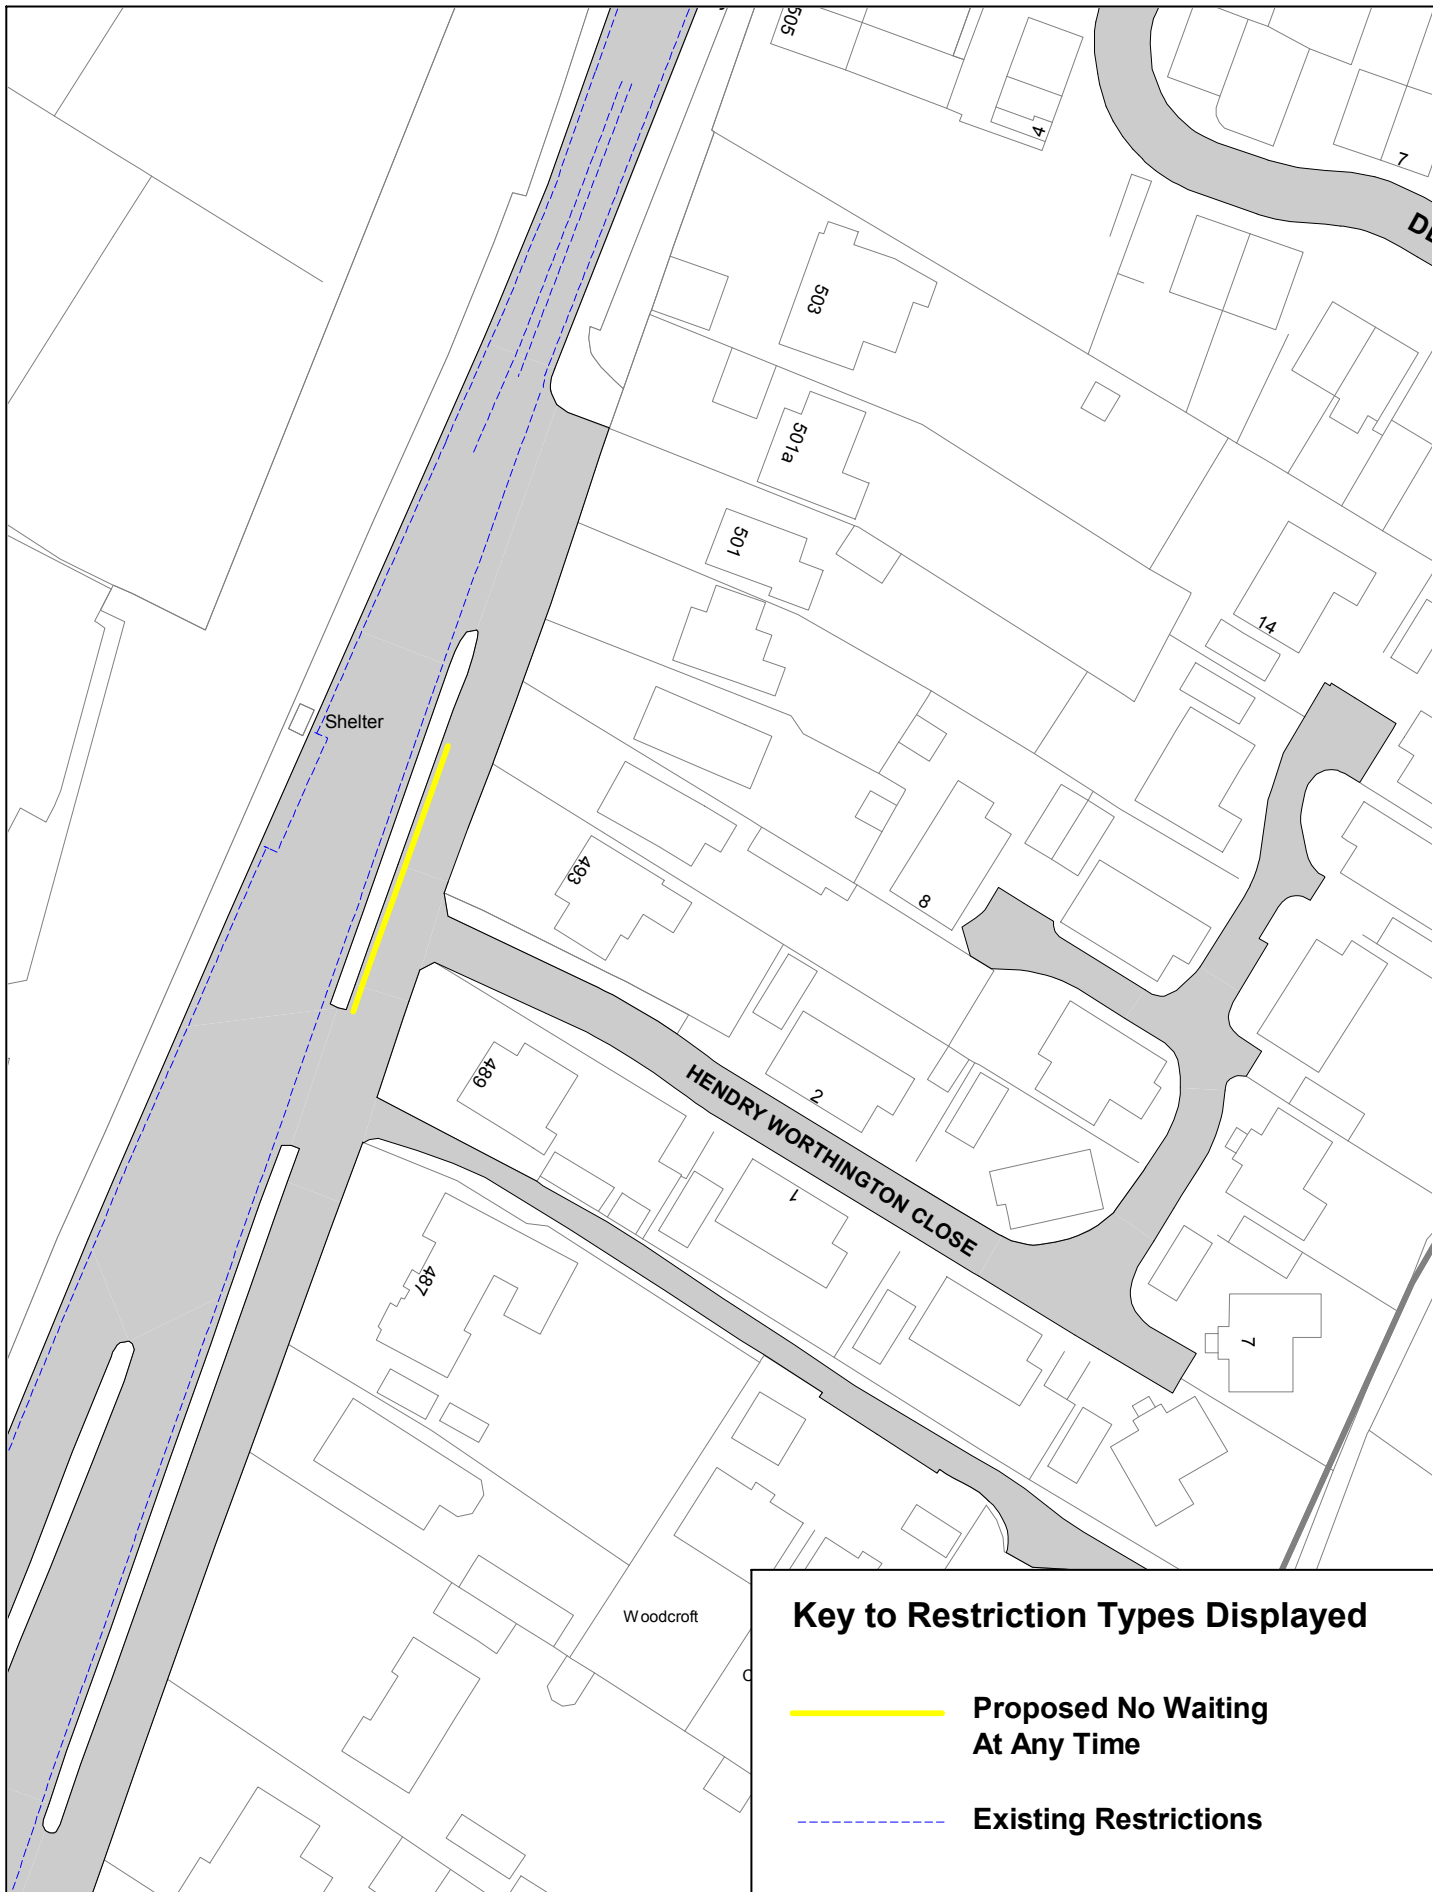 505
4
7
503
501a
501
14
Shelter
493
8
489
2
HENDRY WORTHINGTON CLOSE
1
487
7
Woodcroft
Key to Restriction Types Displayed
Proposed No Waiting
At Any Time
Existing Restrictions